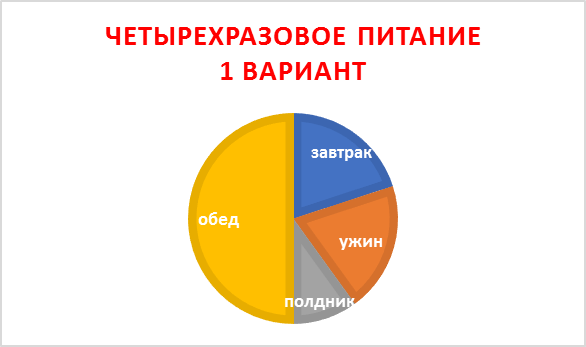 ЧЕТЫРЕХРАЗОВОЕ ПИТАНИЕ
1 ВАРИАНТ
завтрак
обед
ужин
полдник